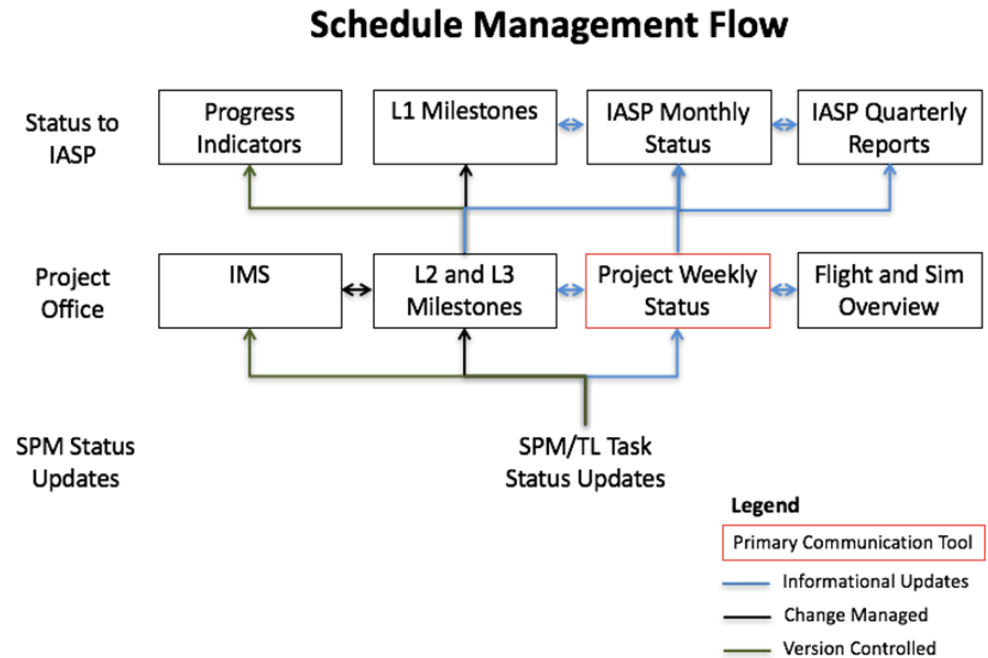 Schedule Management Flow
Status to
IASP
Progress
Indicators
L1 Milestones
IASP Monthly
Status
IASP Quarterly
Reports
Project
Office
IMS
L2 and L3
Milestones
Project Weekly
Status
Flight and Sim
Overview
SPM Status
Updates
SPM/TL Task
Status Updates
Legend
Primary Communication Tool
Informational Updates
Change Managed
Version Controlled